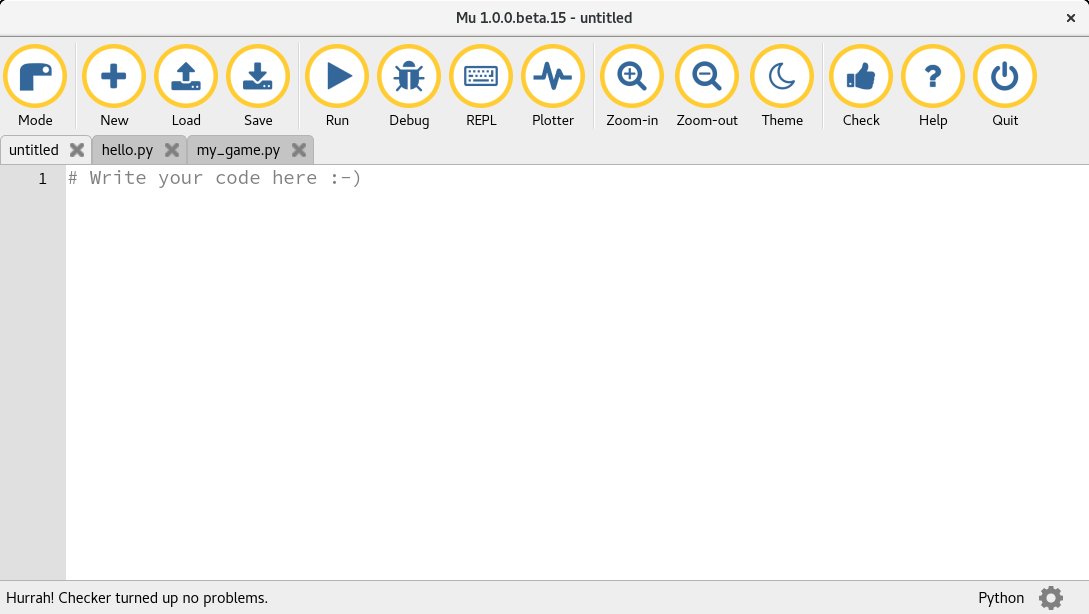 Mu 1.0.0.beta.15 - untitled
Mode New Load Save Run Debug REPL Plotter Zoom-in Zoom-out Theme Check Help Quit
untitled hello.py my_game.py
1 # Write your code here :-)
Hurrah! Checker turned up no problems. Python